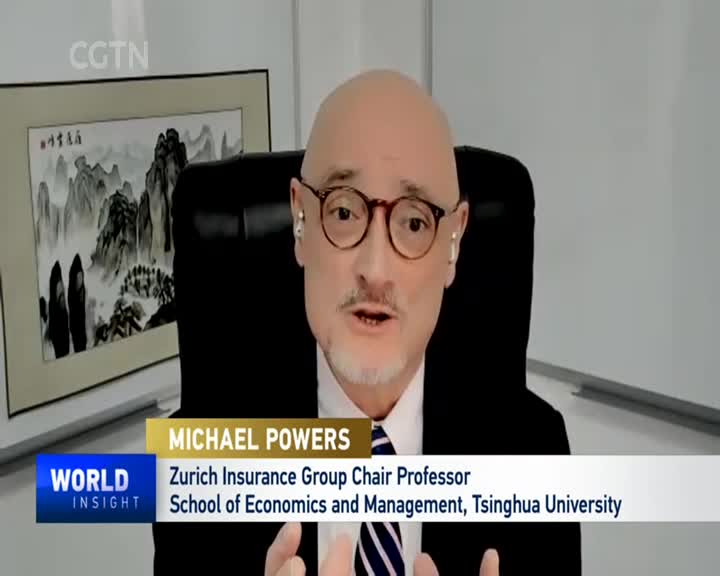 CGTN
MICHAEL POWERS
WORLD
INSIGHT
Zurich Insurance Group Chair Professor
School of Economics and Management, Tsinghua University